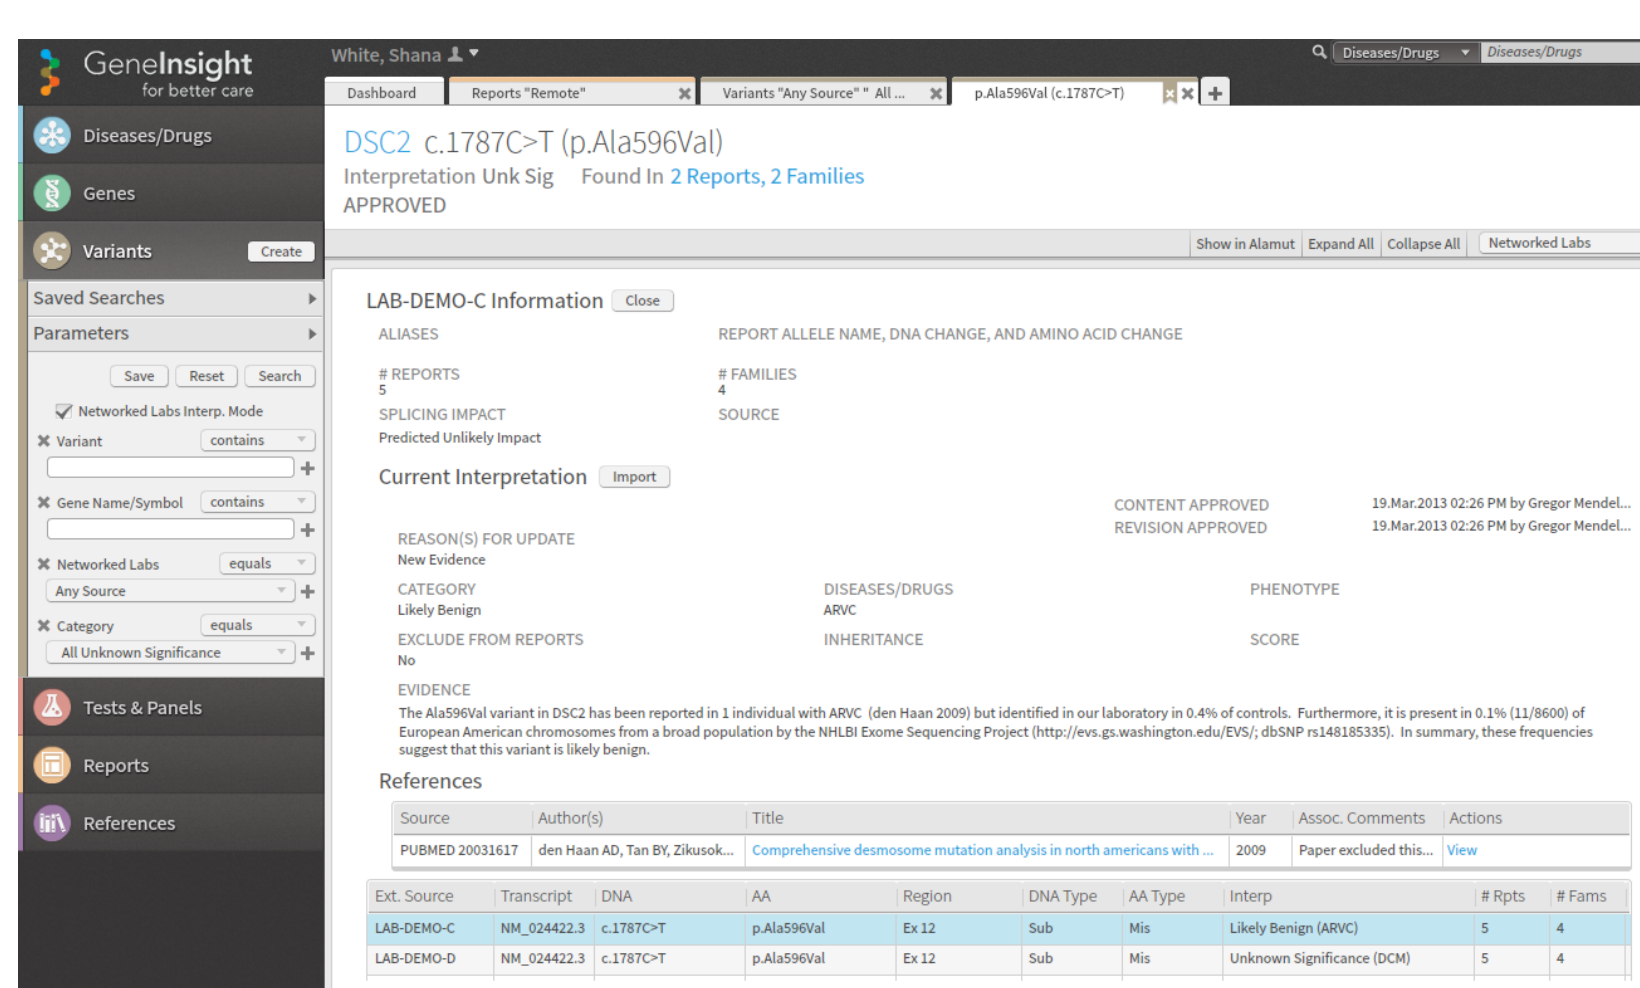 GeneInsight
for better care
White, Shana
Diseases/Drugs
Diseases/Drugs
Dashboard
Reports "Remote"
Variants "Any Source" " All ...
p.Ala596Val (c.1787C>T)
Diseases/Drugs
Genes
Variants
Create
Saved Searches
Parameters
Save
Reset
Search
Networked Labs Interp. Mode
Variant
contains
Gene Name/Symbol
contains
Networked Labs
equals
Any Source
Category
equals
All Unknown Significance
Tests & Panels
Reports
References
DSC2 c.1787C>T (p.Ala596Val)
Interpretation Unk Sig Found In 2 Reports, 2 Families
APPROVED
Show in Alamut
Expand All
Collapse All
Networked Labs
LAB-DEMO-C Information
Close
ALIASES
REPORT ALLELE NAME, DNA CHANGE, AND AMINO ACID CHANGE
# REPORTS
5
# FAMILIES
4
SPLICING IMPACT
Predicted Unlikely Impact
SOURCE
Current Interpretation
Import
CONTENT APPROVED 19.Mar.2013 02:26 PM by Gregor Mendel...
REVISION APPROVED 19.Mar.2013 02:26 PM by Gregor Mendel...
REASON(S) FOR UPDATE
New Evidence
CATEGORY
Likely Benign
DISEASES/DRUGS
ARVC
PHENOTYPE
EXCLUDE FROM REPORTS
No
INHERITANCE
SCORE
EVIDENCE
The Ala596Val variant in DSC2 has been reported in 1 individual with ARVC (den Haan 2009) but identified in our laboratory in 0.4% of controls. Furthermore, it is present in 0.1% (11/8600) of
European American chromosomes from a broad population by the NHLBI Exome Sequencing Project (http://evs.gs.washington.edu/EVS/; dbSNP rs148185335). In summary, these frequencies
suggest that this variant is likely benign.
References
Source Author(s) Title Year Assoc. Comments Actions
PUBMED 20031617 den Haan AD, Tan BY, Zikusok... Comprehensive desmosome mutation analysis in north americans with ... 2009 Paper excluded this... View
Ext. Source Transcript DNA AA Region DNA Type AA Type Interp # Rpts # Fams
LAB-DEMO-C NM_024422.3 c.1787C>T p.Ala596Val Ex 12 Sub Mis Likely Benign (ARVC) 5 4
LAB-DEMO-D NM_024422.3 c.1787C>T p.Ala596Val Ex 12 Sub Mis Unknown Significance (DCM) 5 4